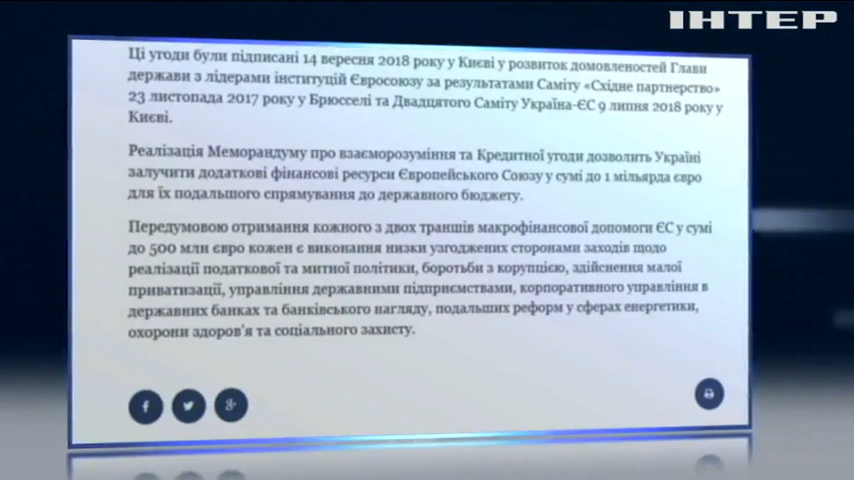 ІНТЕР
Ці угоди були підписані 14 вересня 2018 року у Києві у розвиток домовленостей Глави
держави з лідерами інституцій Євросоюзу за результатами Саміту «Східне партнерство»
23 листопада 2017 року у Брюсселі та Двадцятого Саміту Україна-ЄС 9 липня 2018 року у
Києві.
Реалізація Меморандуму про взаєморозуміння та Кредитної угоди дозволить Україні
залучити додаткові фінансові ресурси Європейського Союзу у сумі до 1 мільярда євро
для їх подальшого спрямування до державного бюджету.
Передумовою отримання кожного з двох траншів макрофінансової допомоги ЄС у сумі
до 500 млн євро кожен є виконання низки узгоджених сторонами заходів щодо
реалізації податкової та митної політики, боротьби з корупцією, здійснення малої
приватизації, управління державними підприємствами, корпоративного управління в
державних банках та банківського нагляду, подальших реформ у сферах енергетики,
охорони здоров'я та соціального захисту.